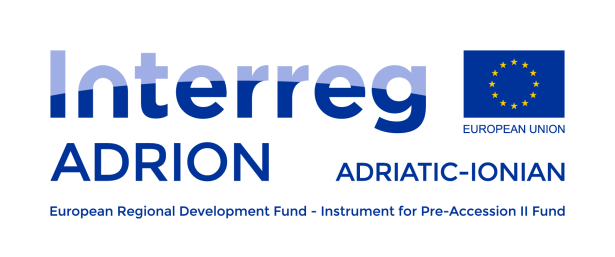 Interreg
EUROPEAN UNION
ADRION
ADRIATIC-IONIAN
European Regional Development Fund - Instrument for Pre-Accession II Fund